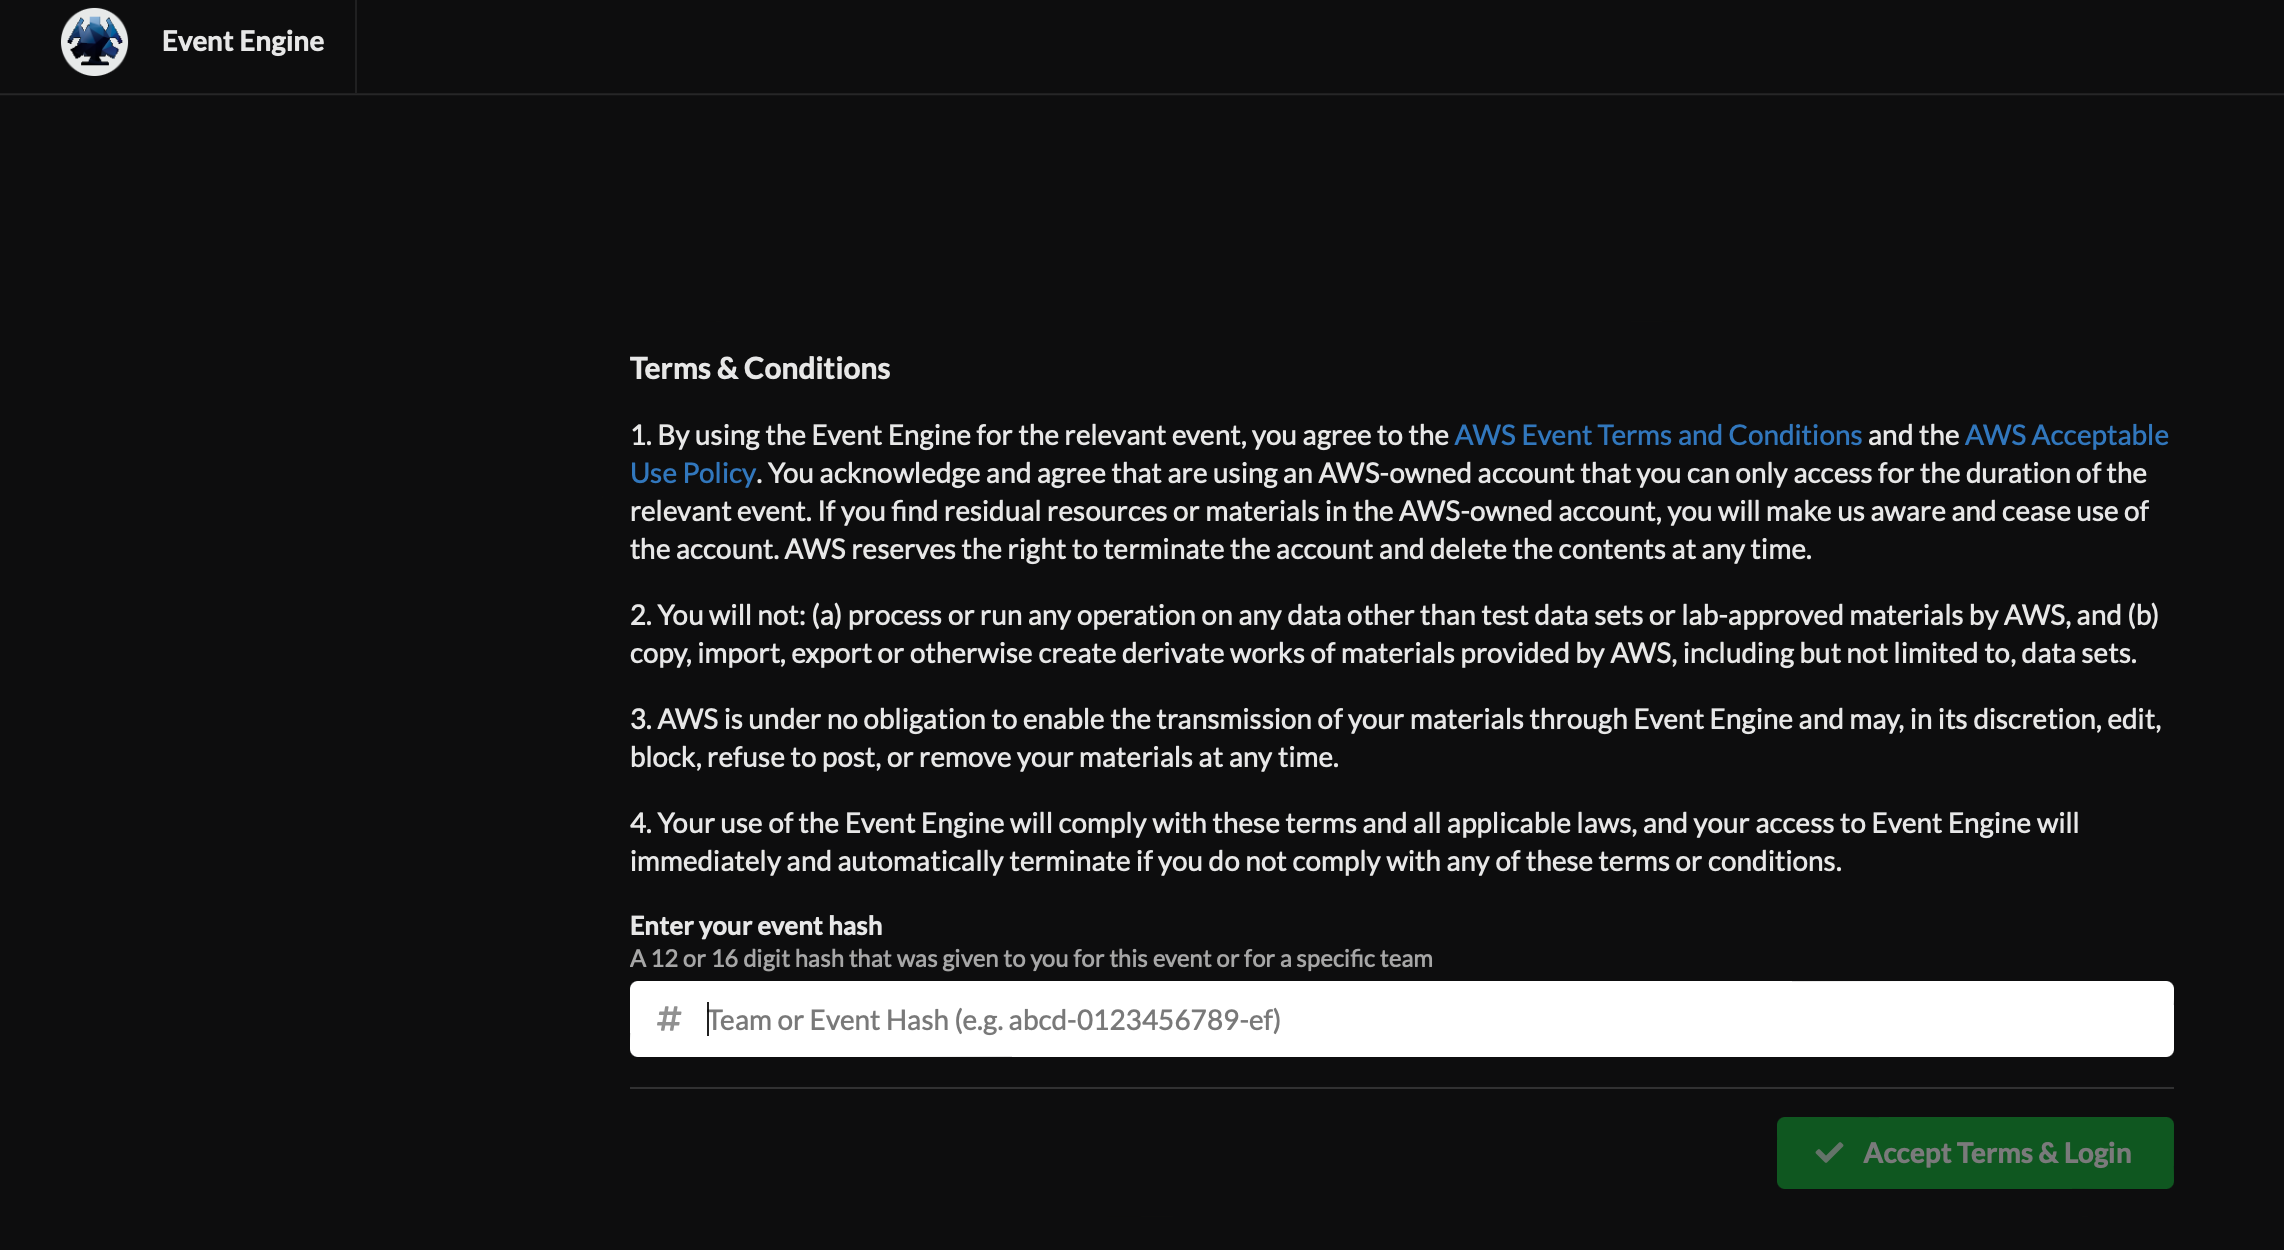 Event Engine
Terms & Conditions
1. By using the Event Engine for the relevant event, you agree to the AWS Event Terms and Conditions and the AWS Acceptable
Use Policy. You acknowledge and agree that are using an AWS-owned account that you can only access for the duration of the
relevant event. If you find residual resources or materials in the AWS-owned account, you will make us aware and cease use of
the account. AWS reserves the right to terminate the account and delete the contents at any time.
2. You will not: (a) process or run any operation on any data other than test data sets or lab-approved materials by AWS, and (b)
copy, import, export or otherwise create derivate works of materials provided by AWS, including but not limited to, data sets.
3. AWS is under no obligation to enable the transmission of your materials through Event Engine and may, in its discretion, edit,
block, refuse to post, or remove your materials at any time.
4. Your use of the Event Engine will comply with these terms and all applicable laws, and your access to Event Engine will
immediately and automatically terminate if you do not comply with any of these terms or conditions.
Enter your event hash
A 12 or 16 digit hash that was given to you for this event or for a specific team
# Team or Event Hash (e.g. abcd-0123456789-ef)
Accept Terms & Login